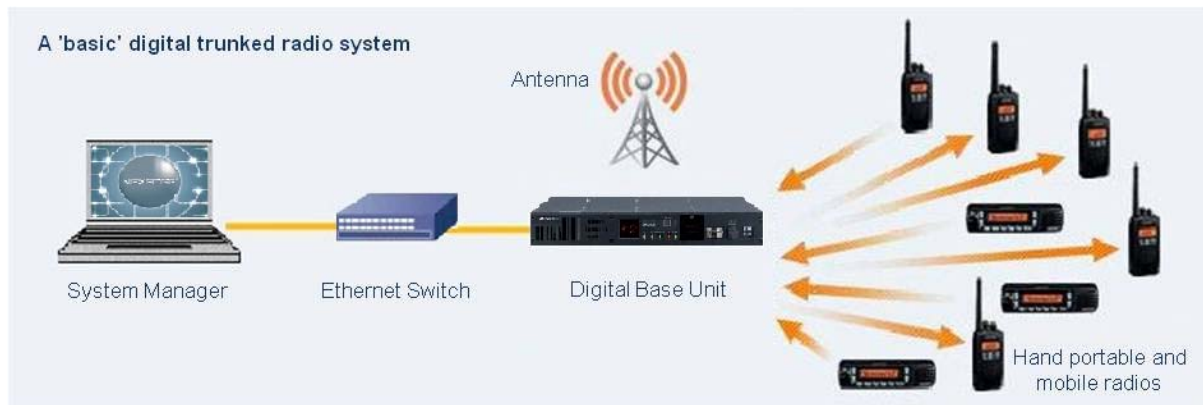 A 'basic' digital trunked radio system
Antenna
System Manager
Ethernet Switch
Digital Base Unit
Hand portable and
mobile radios